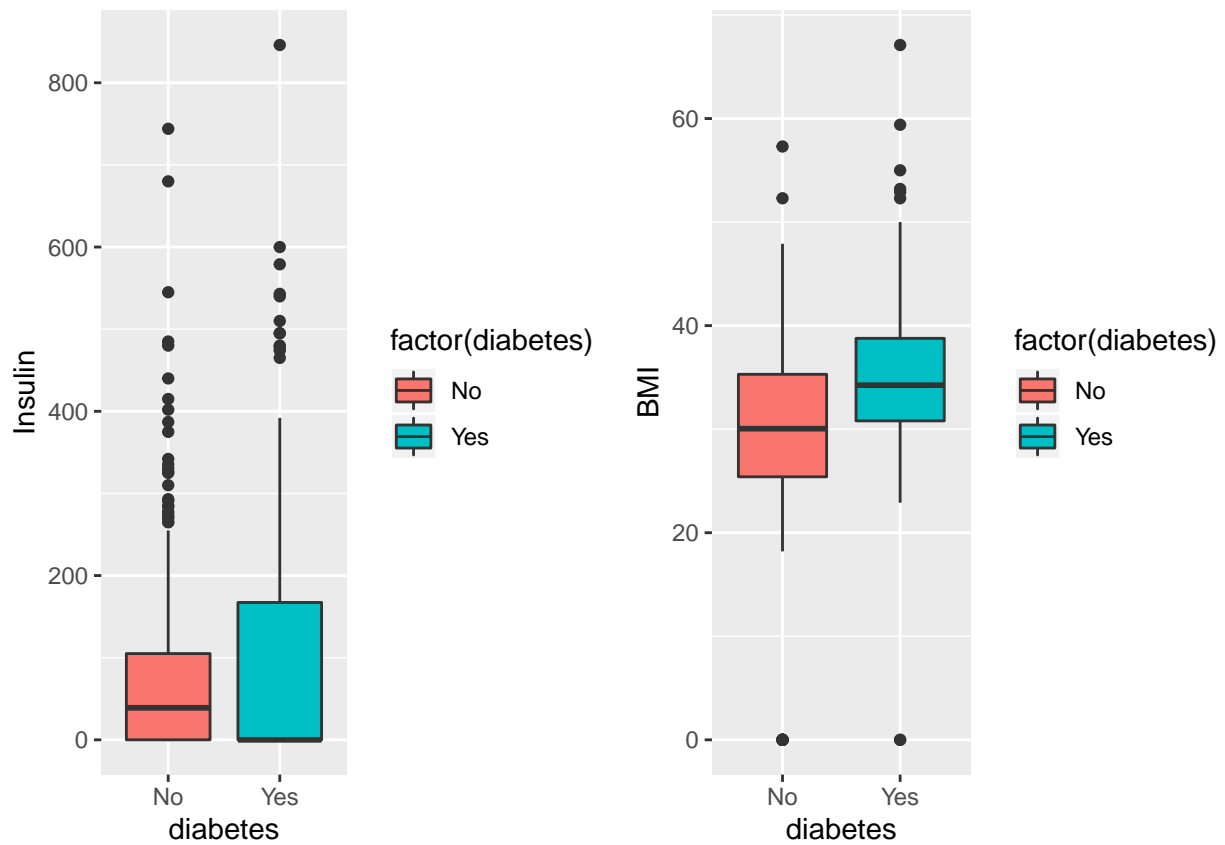 Insulin
800
600
400
200
0
No Yes
diabetes
factor(diabetes)
No
Yes
BMI
60
40
20
0
No Yes
diabetes
factor(diabetes)
No
Yes